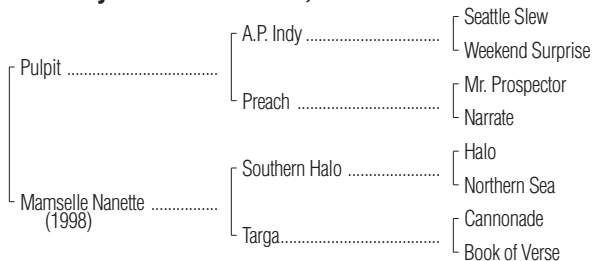 Seattle Slew
A.P. Indy
Weekend Surprise
Pulpit
Mr. Prospector
Preach
Narrate
Halo
Southern Halo
Northern Sea
Mamselle Nanette
(1998)
Cannonade
Targa
Book of Verse